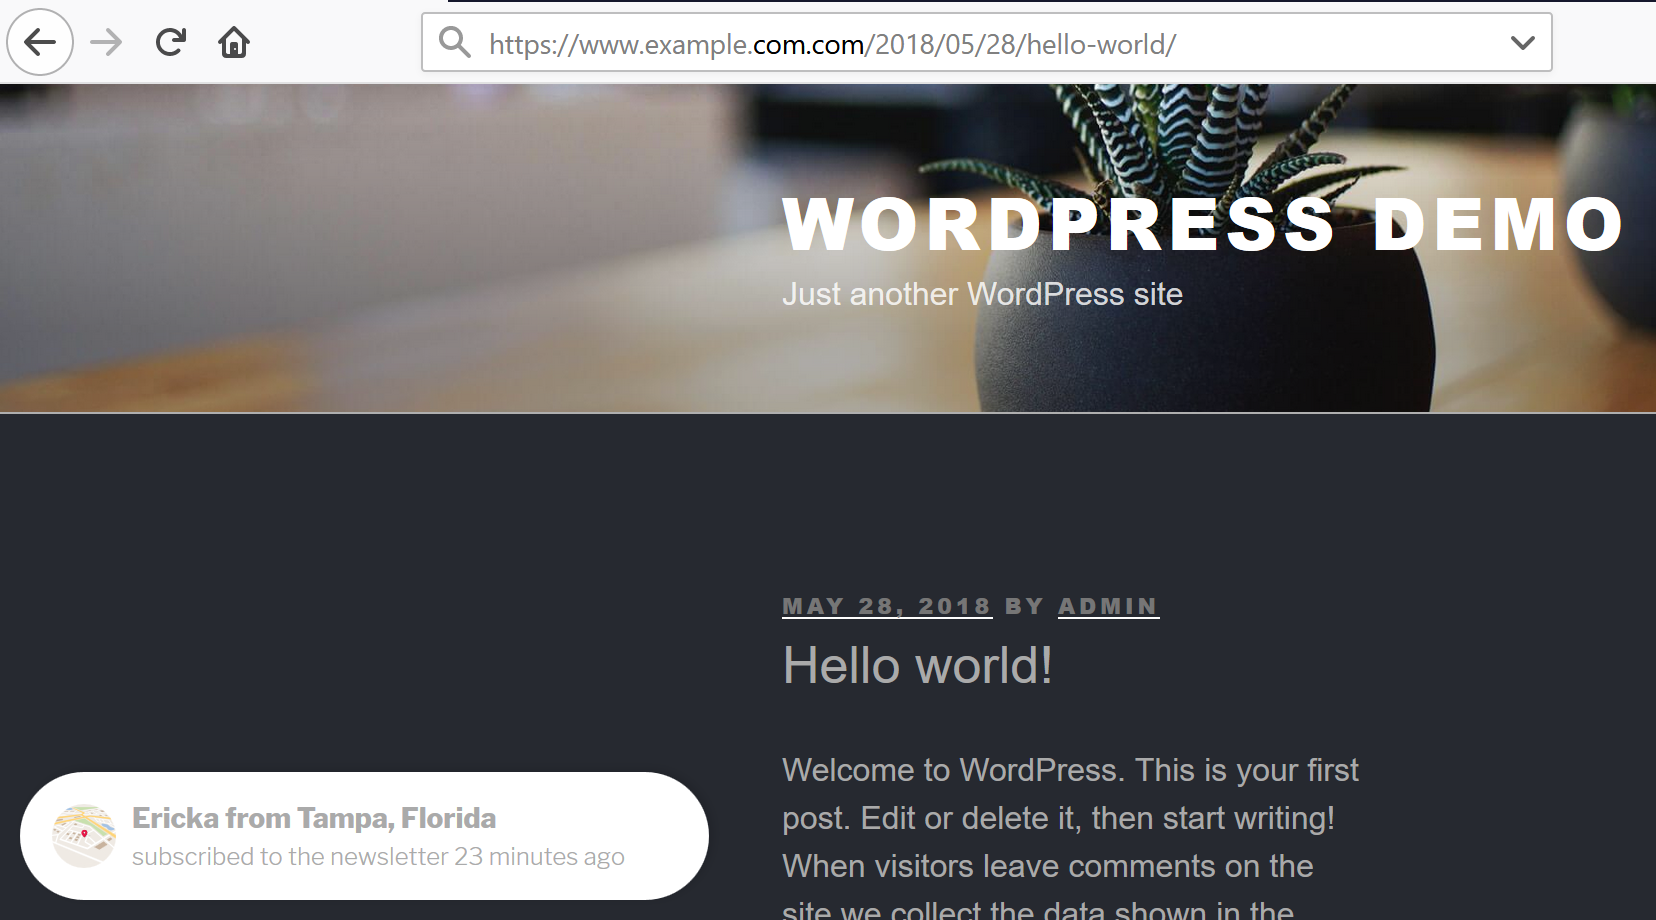 https://www.example.com.com/2018/05/28/hello-world/
WORDPRESS DEMO
Just another WordPress site
MAY 28, 2018 BY ADMIN
Hello world!
Welcome to WordPress. This is your first
post. Edit or delete it, then start writing!
When visitors leave comments on the
site we collect the data shown in the
Ericka from Tampa, Florida
subscribed to the newsletter 23 minutes ago